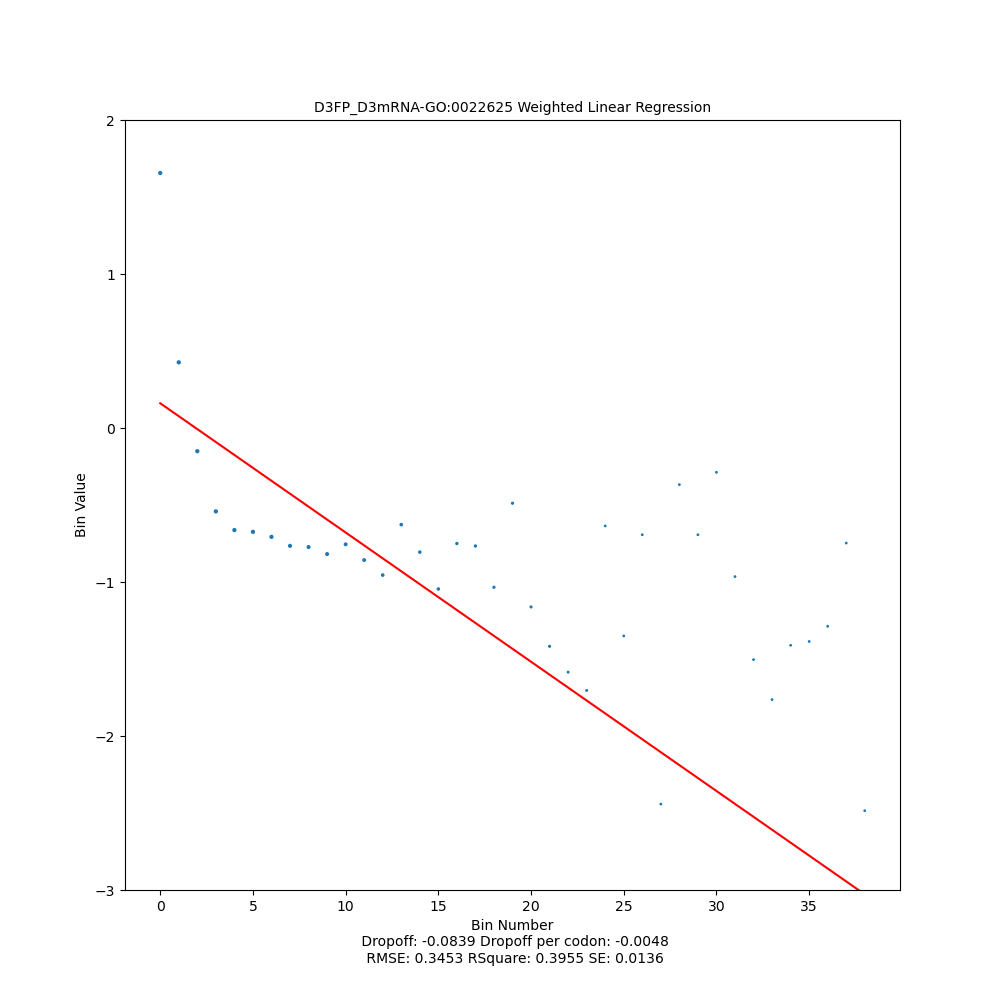 D3FP_D3mRNA-GO:0022625 Weighted Linear Regression
2
1
0
−1
−2
−3
Bin Value
0 5 10 15 20 25 30 35
Bin Number
Dropoff: -0.0839 Dropoff per codon: -0.0048
RMSE: 0.3453 RSquare: 0.3955 SE: 0.0136